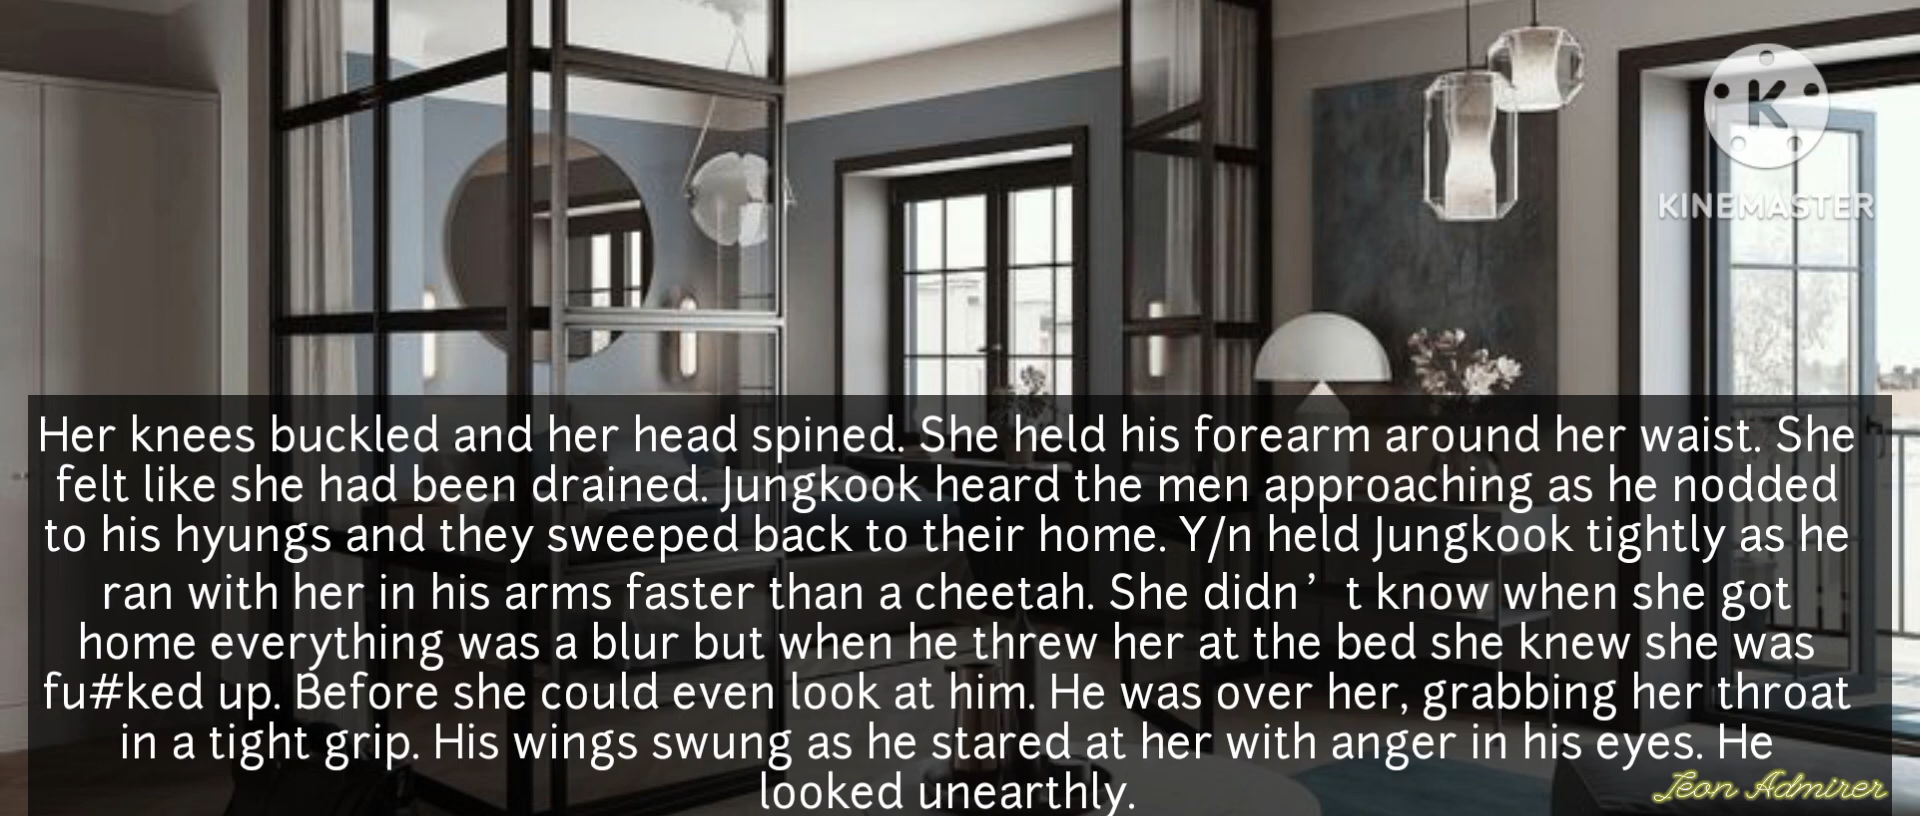 KINEMASTER
Her knees buckled and her head spined. She held his forearm around her waist. She
felt like she had been drained. Jungkook heard the men approaching as he nodded
to his hyungs and they sweeped back to their home. Y/n held Jungkook tightly as he
ran with her in his arms faster than a cheetah. She didn’t know when she got
home everything was a blur but when he threw her at the bed she knew she was
fu#ked up. Before she could even look at him. He was over her, grabbing her throat
in a tight grip. His wings swung as he stared at her with anger in his eyes. He
looked unearthly.
Jeon Admirer